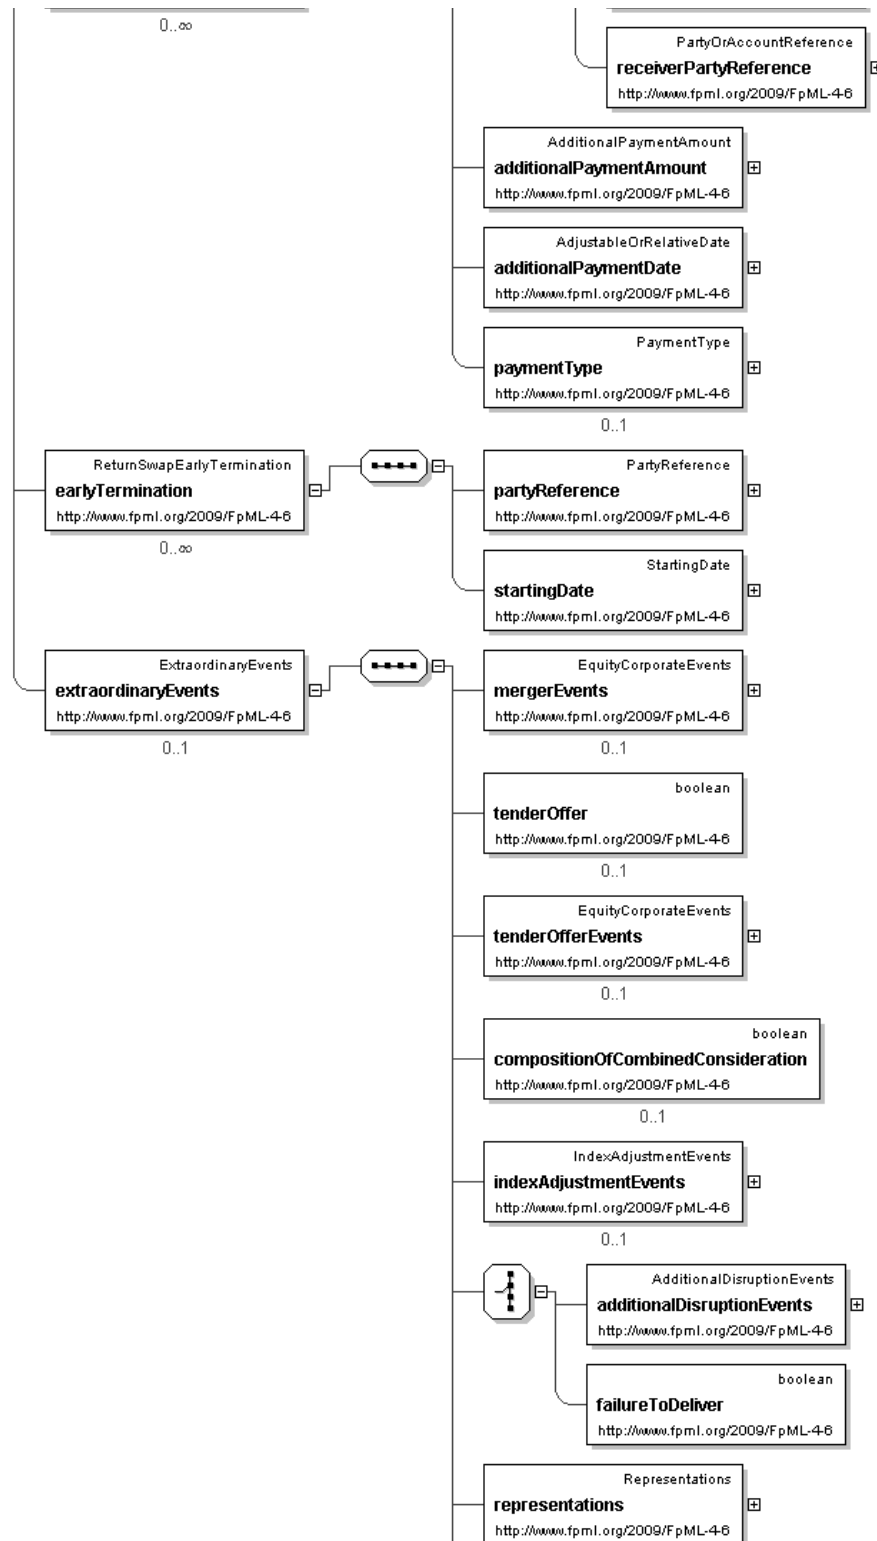 0..∞
PartyOrAccountReference
receiverPartyReference
http://www.fpml.org/2009/FpML-4-6
AdditionalPaymentAmount
additionalPaymentAmount
http://www.fpml.org/2009/FpML-4-6
AdjustableOrRelativeDate
additionalPaymentDate
http://www.fpml.org/2009/FpML-4-6
PaymentType
paymentType
http://www.fpml.org/2009/FpML-4-6
0..1
ReturnSwapEarlyTermination
earlyTermination
http://www.fpml.org/2009/FpML-4-6
0..∞
PartyReference
partyReference
http://www.fpml.org/2009/FpML-4-6
StartingDate
startingDate
http://www.fpml.org/2009/FpML-4-6
ExtraordinaryEvents
extraordinaryEvents
http://www.fpml.org/2009/FpML-4-6
0..1
EquityCorporateEvents
mergerEvents
http://www.fpml.org/2009/FpML-4-6
0..1
boolean
tenderOffer
http://www.fpml.org/2009/FpML-4-6
0..1
EquityCorporateEvents
tenderOfferEvents
http://www.fpml.org/2009/FpML-4-6
0..1
boolean
compositionOfCombinedConsideration
http://www.fpml.org/2009/FpML-4-6
0..1
IndexAdjustmentEvents
indexAdjustmentEvents
http://www.fpml.org/2009/FpML-4-6
0..1
AdditionalDisruptionEvents
additionalDisruptionEvents
http://www.fpml.org/2009/FpML-4-6
boolean
failureToDeliver
http://www.fpml.org/2009/FpML-4-6
Representations
representations
http://www.fpml.org/2009/FpML-4-6